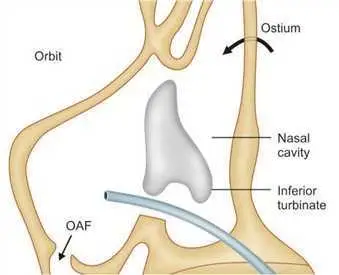 Ostium
Orbit
Nasal
cavity
Inferior
turbinate
OAF